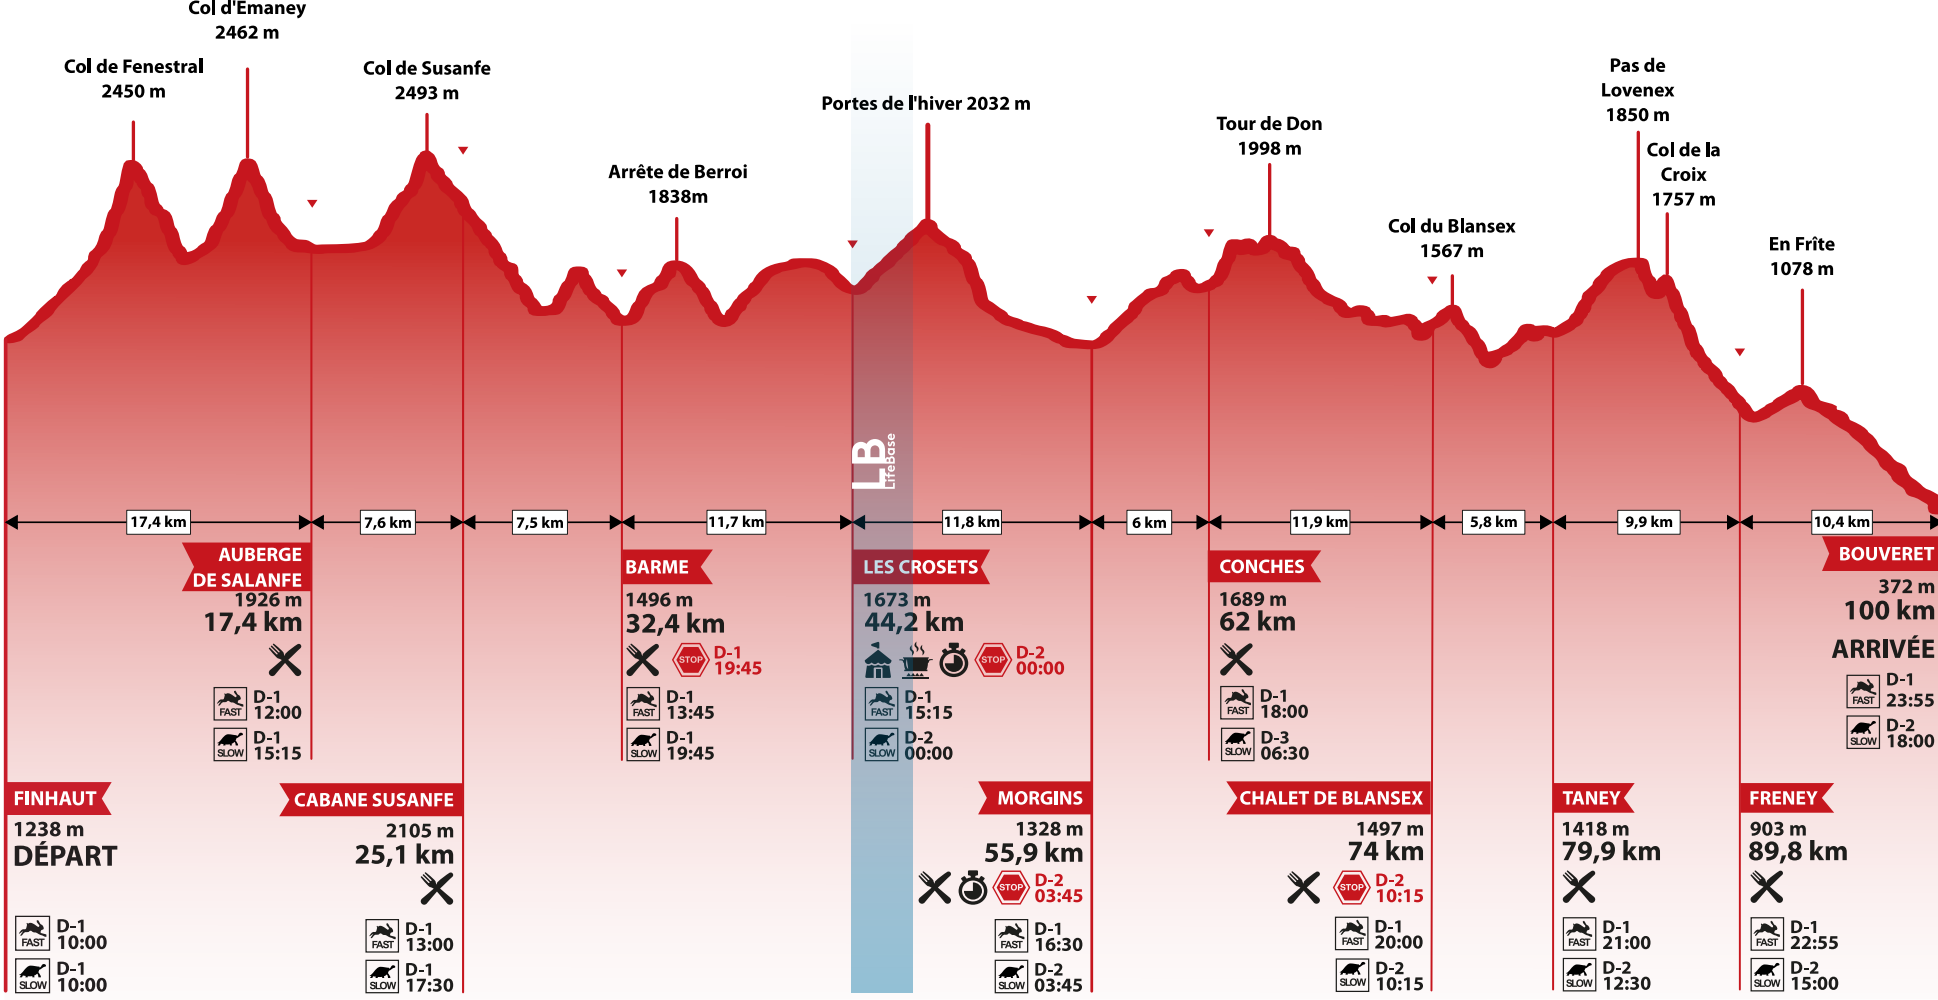 Col d'Emaney
2462 m
Col de Fenestral
2450 m
Col de Susanfe
2493 m
Arrête de Berroi
1838m
Portes de l'hiver 2032 m
Tour de Don
1998 m
Col du Blansex
1567 m
Pas de
Lovenex
1850 m
Col de la
Croix
1757 m
En Frîte
1078 m
LB
LifeBase
17,4 km
7,6 km
7,5 km
11,7 km
11,8 km
6 km
11,9 km
5,8 km
9,9 km
10,4 km
AUBERGE
DE SALANFE
1926 m
17,4 km
FAST
D-1
12:00
SLOW
D-1
15:15
BARME
1496 m
32,4 km
STOP
D-1
19:45
FAST
D-1
13:45
SLOW
D-1
19:45
LES CROSETS
1673 m
44,2 km
STOP
D-2
00:00
FAST
D-1
15:15
SLOW
D-2
00:00
CONCHES
1689 m
62 km
FAST
D-1
18:00
SLOW
D-3
06:30
BOUVERET
372 m
100 km
ARRIVÉE
FAST
D-1
23:55
SLOW
D-2
18:00
FINHAUT
1238 m
DÉPART
FAST
D-1
10:00
SLOW
D-1
10:00
CABANE SUSANFE
2105 m
25,1 km
FAST
D-1
13:00
SLOW
D-1
17:30
MORGINS
1328 m
55,9 km
STOP
D-2
03:45
FAST
D-1
16:30
SLOW
D-2
03:45
CHALET DE BLANSEX
1497 m
74 km
STOP
D-2
10:15
FAST
D-1
20:00
SLOW
D-2
10:15
TANEY
1418 m
79,9 km
FAST
D-1
21:00
SLOW
D-2
12:30
FRENEY
903 m
89,8 km
FAST
D-1
22:55
SLOW
D-2
15:00